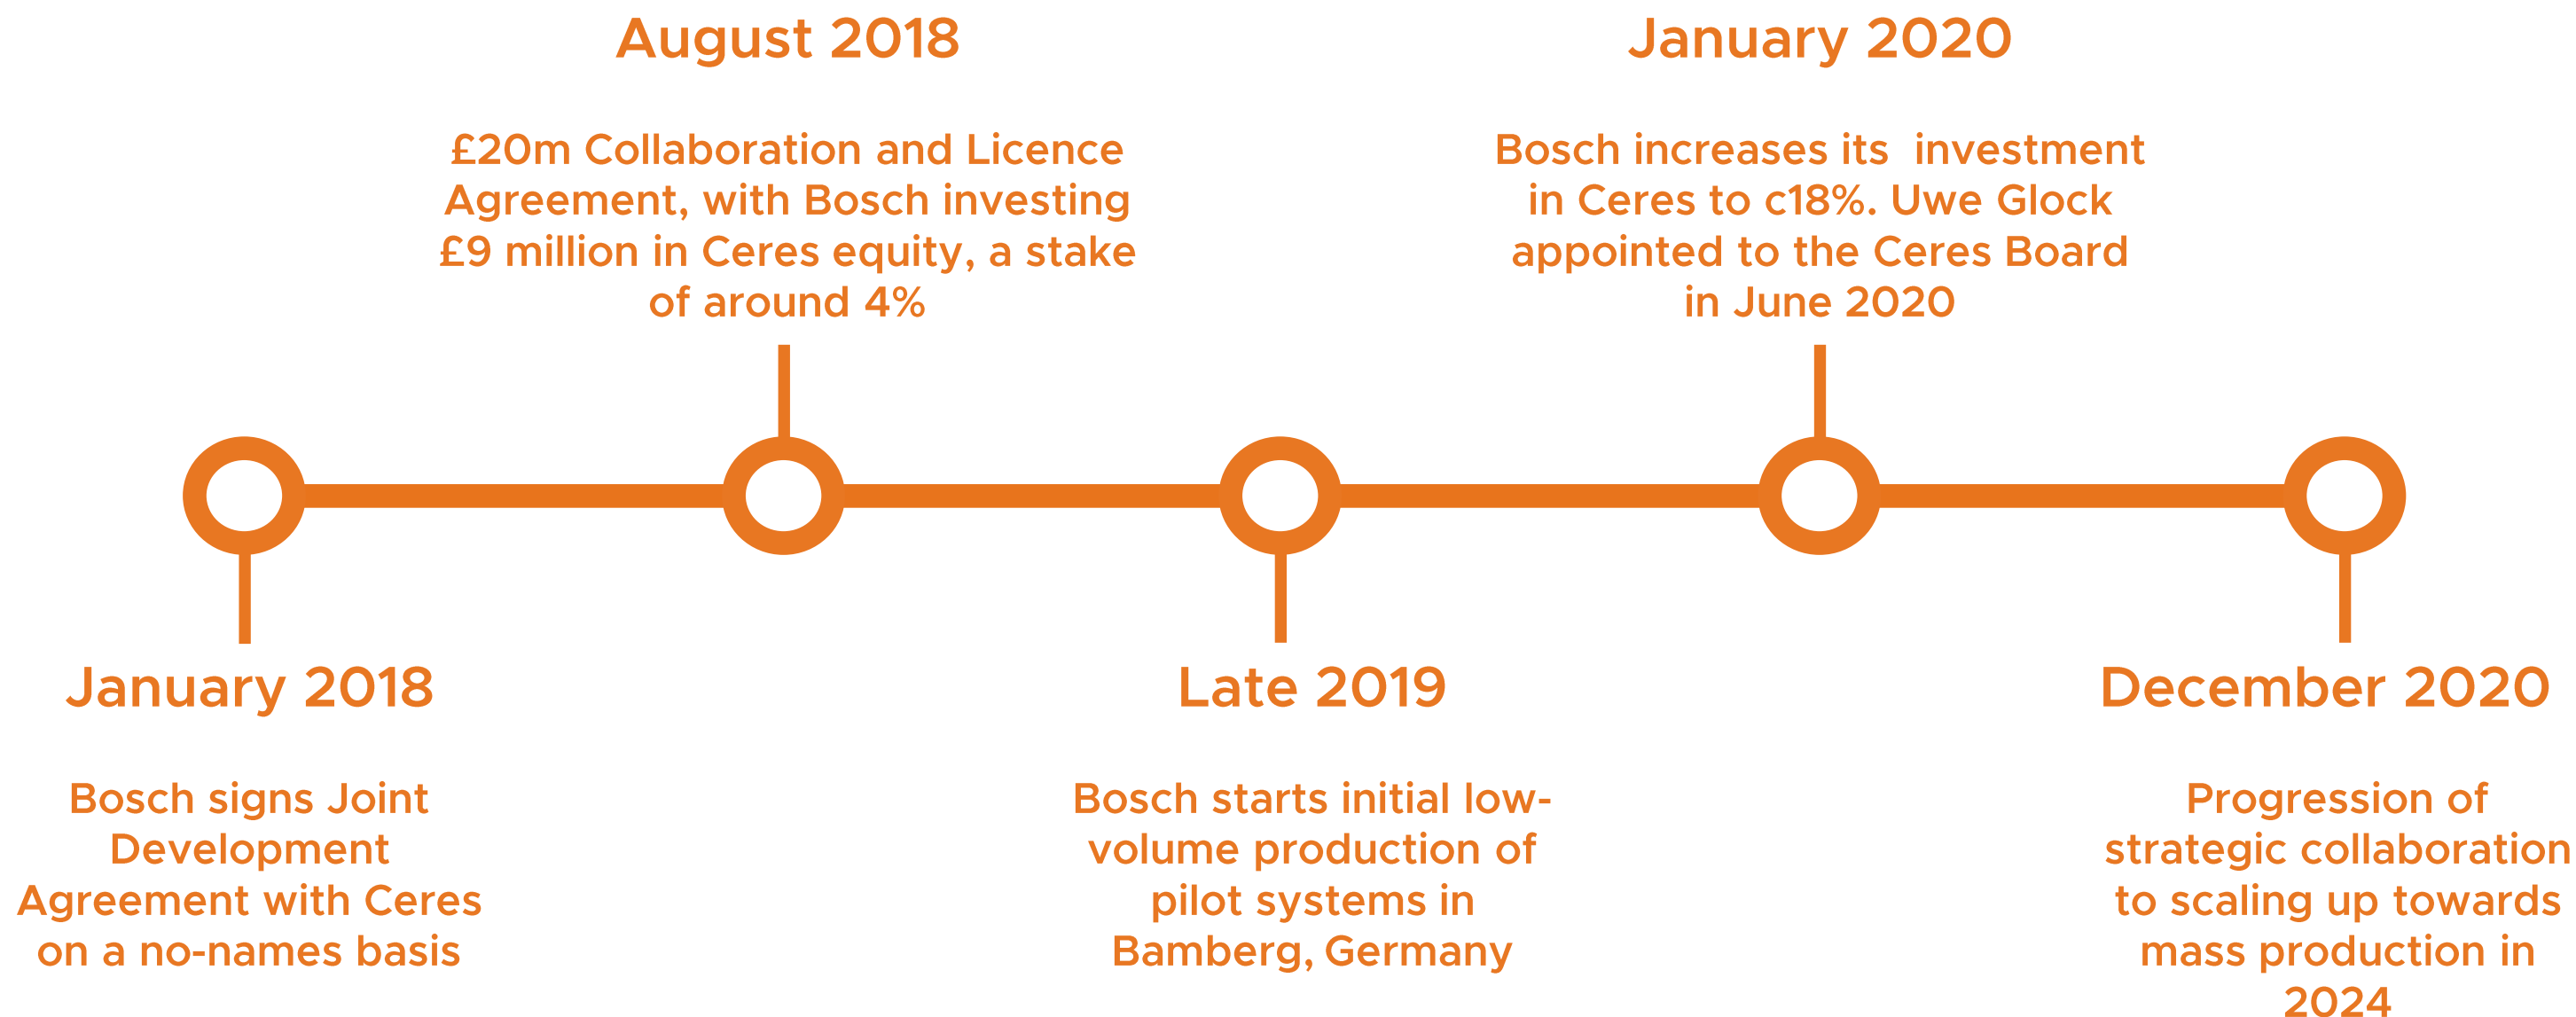 August 2018
£20m Collaboration and Licence
Agreement, with Bosch investing
£9 million in Ceres equity, a stake
of around 4%
January 2020
Bosch increases its  investment
in Ceres to c18%. Uwe Glock
appointed to the Ceres Board
in June 2020
January 2018
Bosch signs Joint
Development
Agreement with Ceres
on a no-names basis
Late 2019
Bosch starts initial low-
volume production of
pilot systems in
Bamberg, Germany
December 2020
Progression of
strategic collaboration
to scaling up towards
mass production in
2024